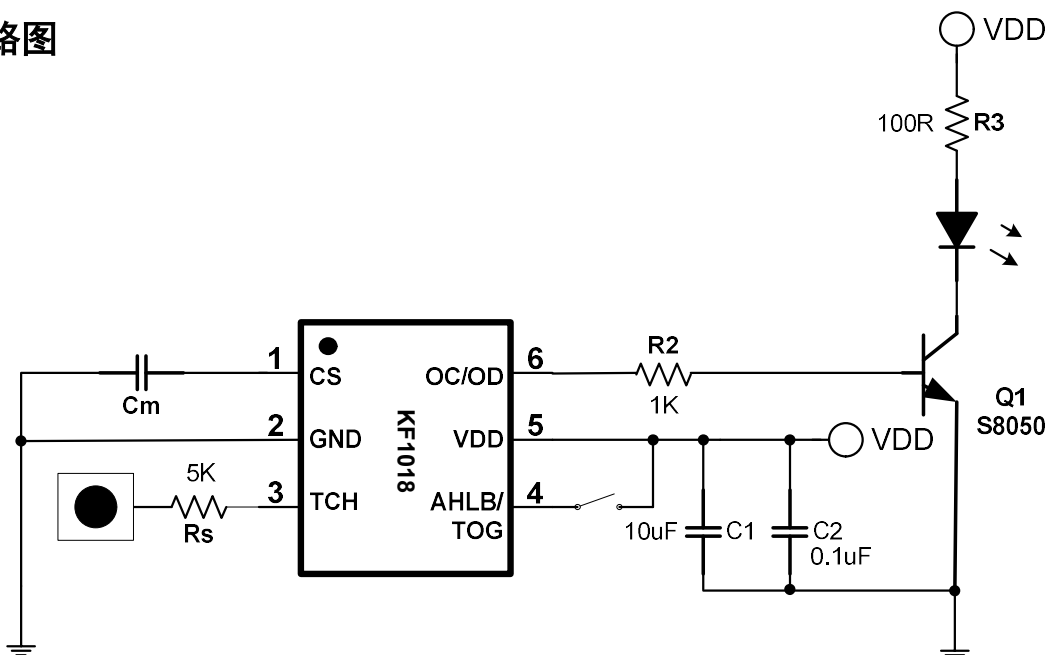 路图
VDD
100R
R3
1
CS
Cm
2
GND
5K
3
TCH
Rs
KF1018
OC/OD
6
R2
1K
VDD
5
VDD
AHLB/
TOG
4
10uF
C1
C2
0.1uF
Q1
S8050